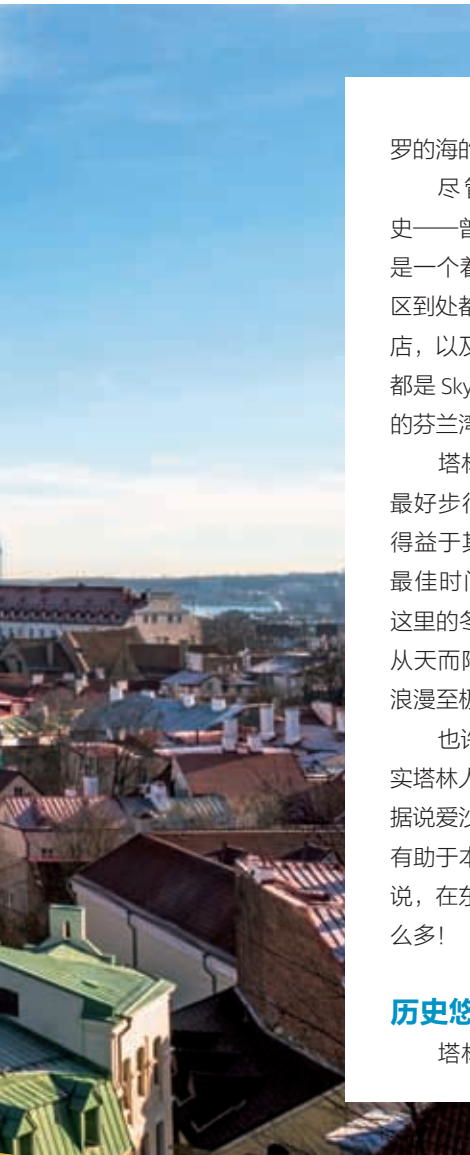 罗的海的
尽管
史——曾
是一个着
区到处都
店，以及
都是 Sky
的芬兰湾
塔林
最好步行
得益于其
最佳时间
这里的冬
从天而降
浪漫至极
也许
实塔林人
据说爱沙
有助于本
说，在东
么多！
历史悠
塔林